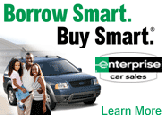 Borrow Smart.
Buy Smart.®
enterprise
car sales
Learn More